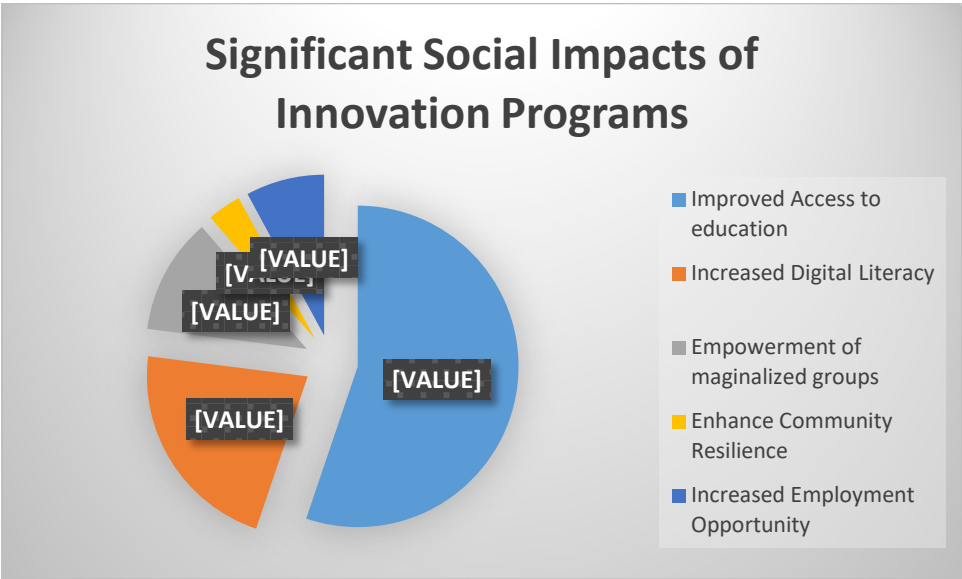 Significant Social Impacts of
Innovation Programs
[VALUE]
[VALUE]
[VALUE]
[VALUE]
[VALUE]
Improved Access to
education
Increased Digital Literacy
Empowerment of
maginalized groups
Enhance Community
Resilience
Increased Employment
Opportunity